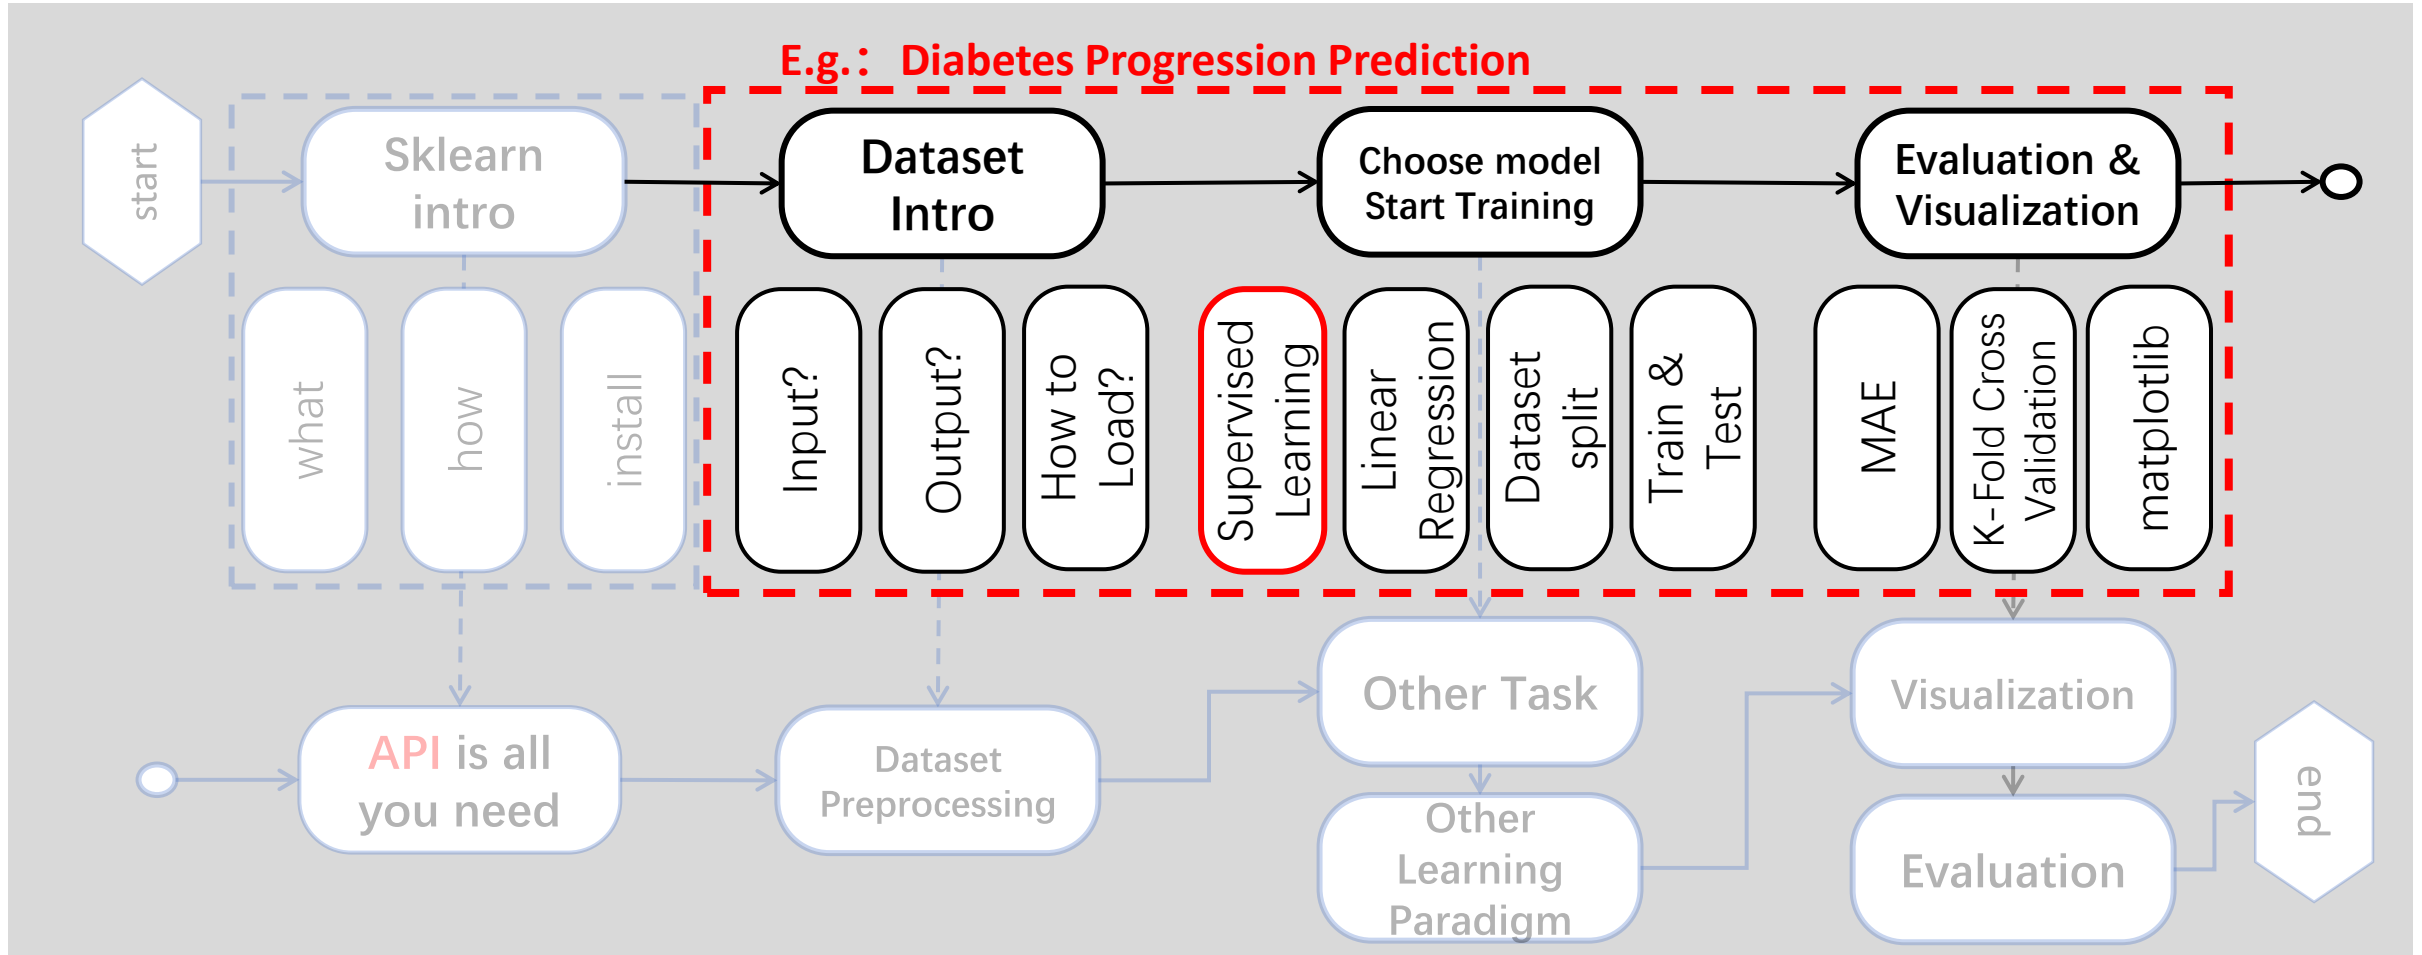 E.g.： Diabetes Progression Prediction
start
Sklearn
intro
Dataset
Intro
Choose model
Start Training
Evaluation &
Visualization
what
how
install
Input?
Output?
How to
Load?
Supervised
Learning
Linear
Regression
Dataset
split
Train &
Test
MAE
K-Fold Cross
Validation
matplotlib
API is all
you need
Dataset
Preprocessing
Other Task
Other
Learning
Paradigm
Visualization
Evaluation
end